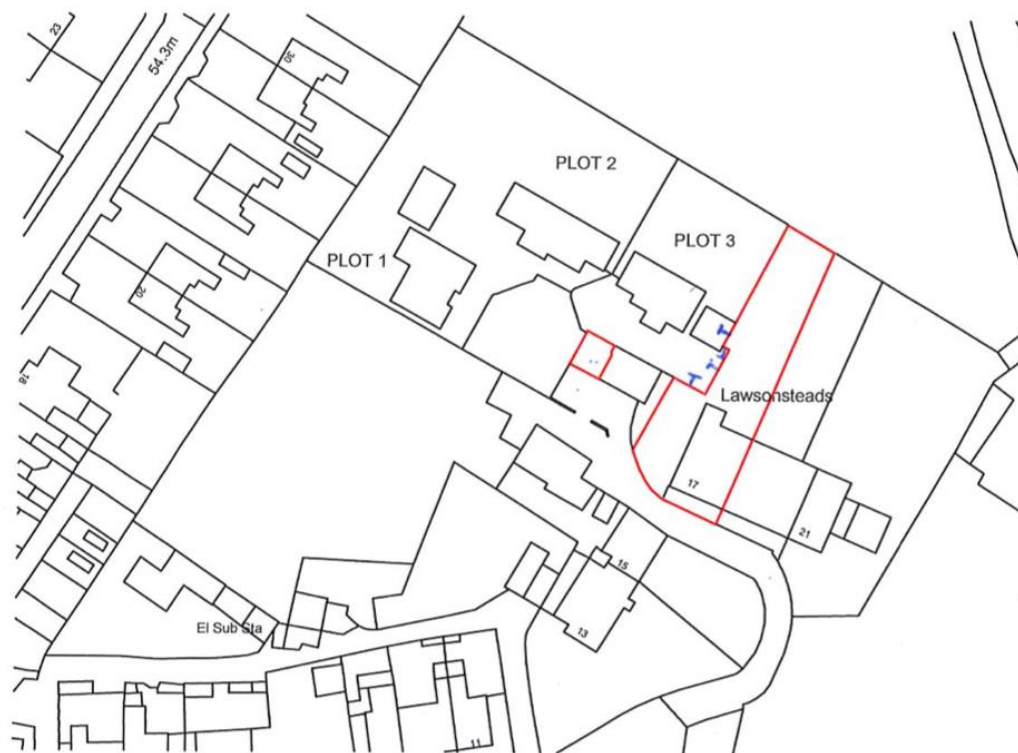 23
54.3m
30
PLOT 2
PLOT 3
PLOT 1
20
Lawsonsteads
18
17
21
15
El Sub Sta
13
11
T
T
T